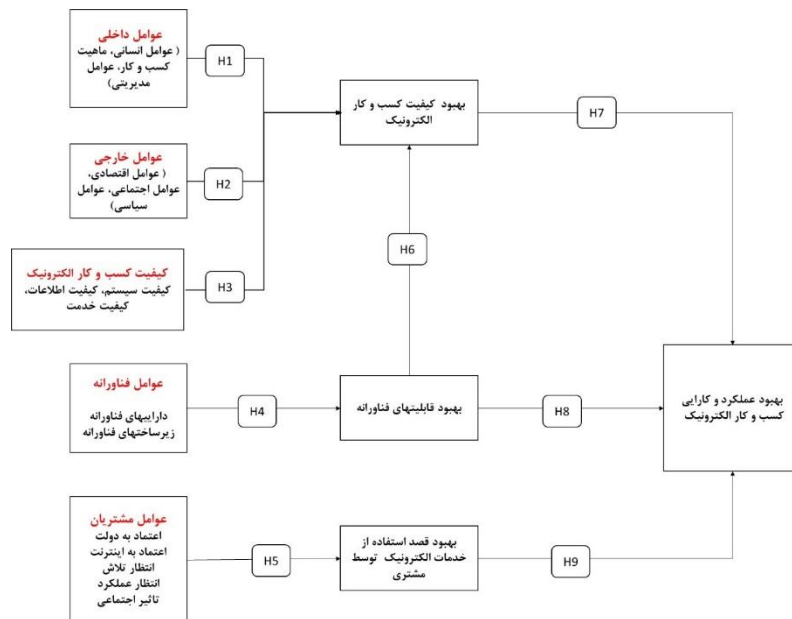 عوامل داخلی
( عوامل انسانی، ماهیت
کسب و کار، عوامل
مدیریتی)
H1
بهبود کیفیت کسب و کار
الکترونیک
H7
عوامل خارجی
( عوامل اقتصادی،
عوامل اجتماعی، عوامل
سیاسی)
H2
H6
کیفیت کسب و کار الکترونیک
کیفیت سیستم، کیفیت اطلاعات،
کیفیت خدمت
H3
عوامل فناورانه
داراییهای فناورانه
زیرساختهای فناورانه
H4
بهبود قابلیتهای فناورانه
H8
بهبود عملکرد و کارایی
کسب و کار الکترونیک
عوامل مشتریان
اعتماد به دولت
اعتماد به اینترنت
انتظار تلاش
انتظار عملکرد
تاثیر اجتماعی
H5
بهبود قصد استفاده از
خدمات الکترونیک توسط
مشتری
H9